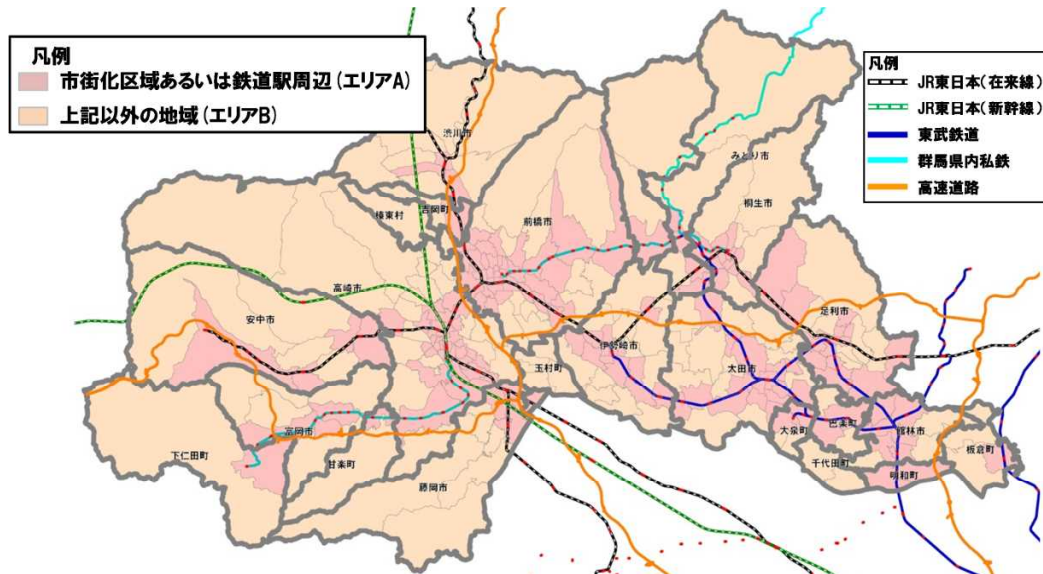 凡例
市街化区域あるいは鉄道駅周辺(エリアA)
上記以外の地域(エリアB)
凡例
JR東日本(在来線)
JR東日本(新幹線)
東武鉄道
群馬県内私鉄
高速道路
渋川市
みどり市
桐生市
榛東村
吉岡町
前橋市
高崎市
安中市
足利市
伊勢崎市
玉村町
太田市
富岡市
大泉町
邑楽町
館林市
板倉町
下仁田町
甘楽町
藤岡市
千代田町
明和町